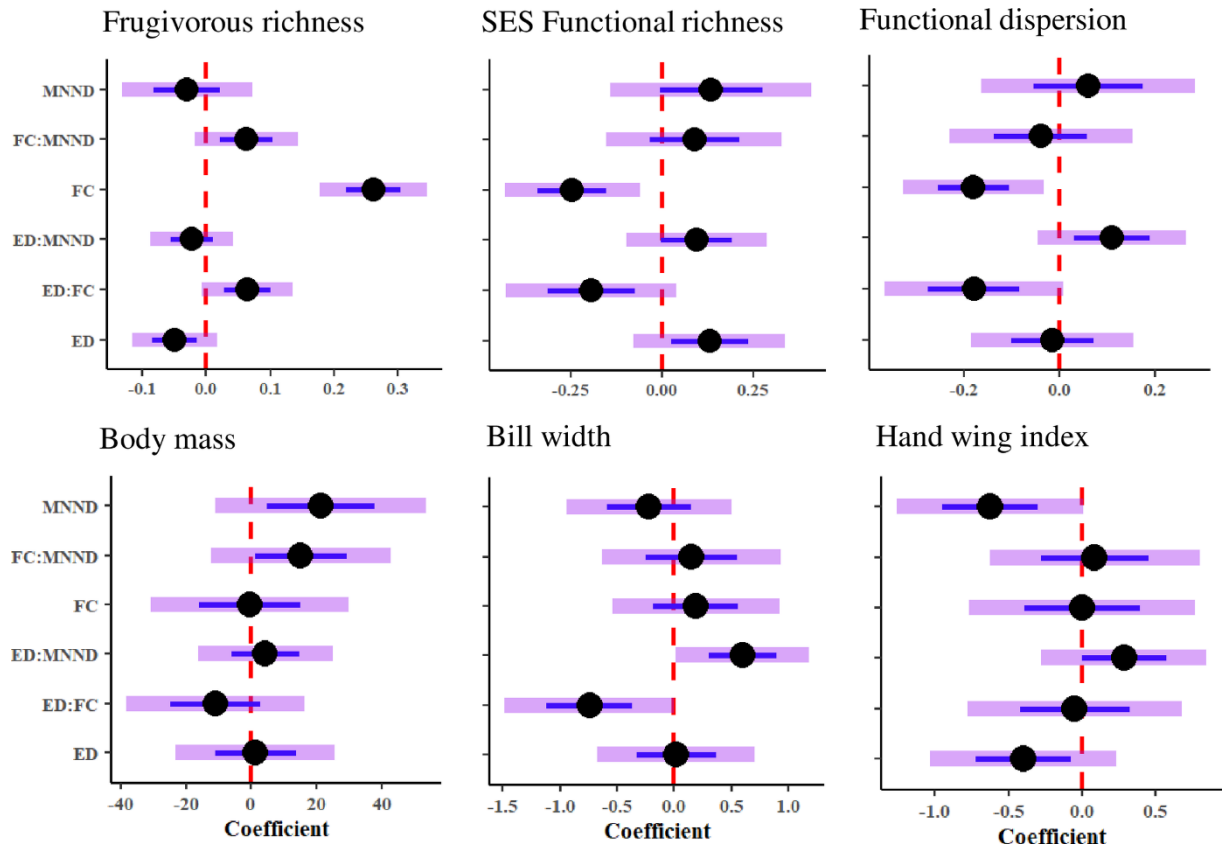 Frugivorous richness
SES Functional richness
Functional dispersion
MNND
FC:MNND
FC
ED:MNND
ED:FC
ED
-0.1 0.0 0.1 0.2 0.3
-0.25 0.00 0.25
-0.2 0.0 0.2
Body mass
Bill width
Hand wing index
MNND
FC:MNND
FC
ED:MNND
ED:FC
ED
-40 -20 0 20 40
-1.5 -1.0 -0.5 0.0 0.5 1.0
-1.0 -0.5 0.0 0.5
Coefficient
Coefficient
Coefficient